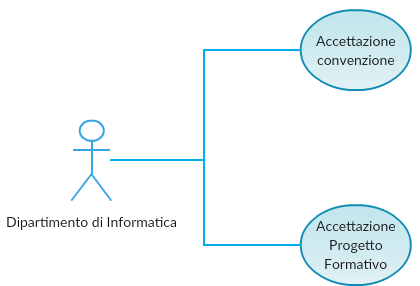 Accettazione
convenzione
Dipartimento di Informatica
Accettazione
Progetto
Formativo